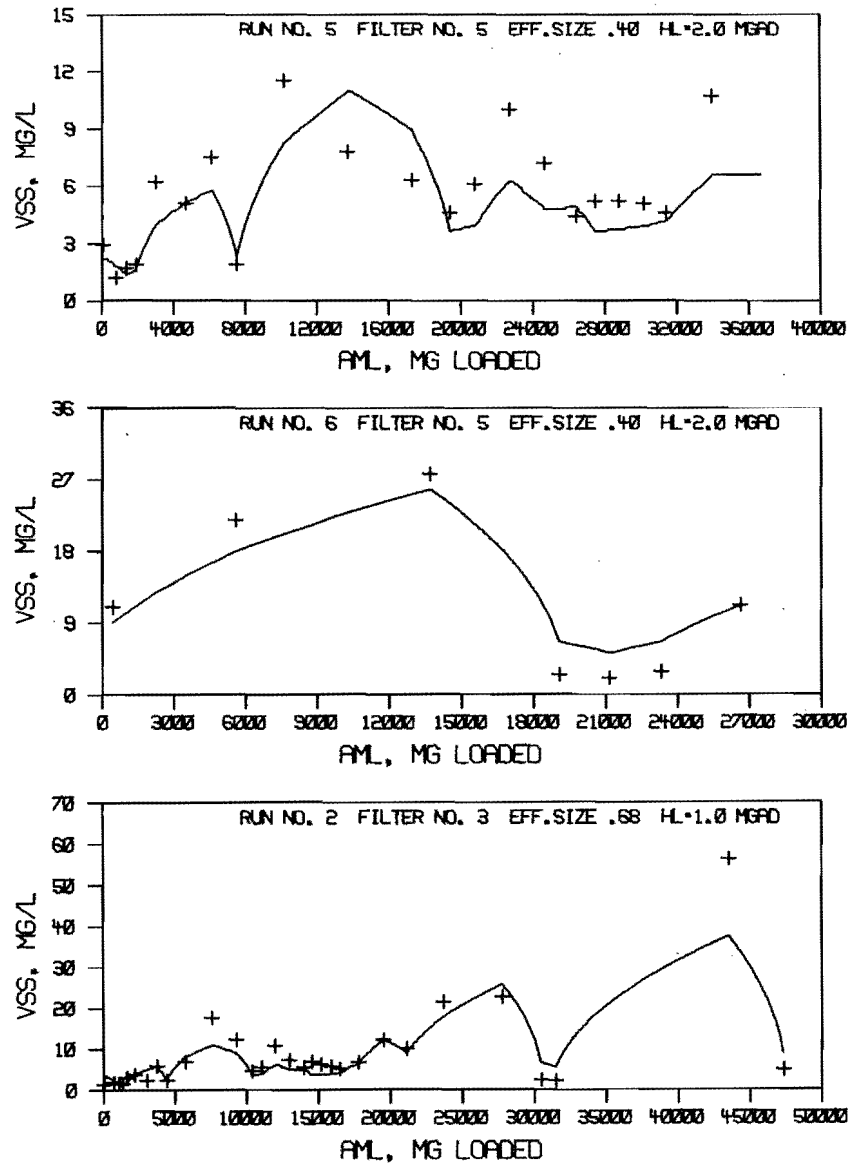 15
12
9
6
3
0
VSS, MG/L
RUN NO. 5 FILTER NO. 5 EFF.SIZE .40 HL=2.0 MGAD
0 4000 8000 12000 16000 20000 24000 28000 32000 36000 40000
AML, MG LOADED
36
27
18
9
0
VSS, MG/L
RUN NO. 6 FILTER NO. 5 EFF.SIZE .40 HL=2.0 MGAD
0 3000 6000 9000 12000 15000 18000 21000 24000 27000 30000
AML, MG LOADED
70
60
50
40
30
20
10
0
VSS, MG/L
RUN NO. 2 FILTER NO. 3 EFF.SIZE .68 HL=1.0 MGAD
0 5000 10000 15000 20000 25000 30000 35000 40000 45000 50000
AML, MG LOADED